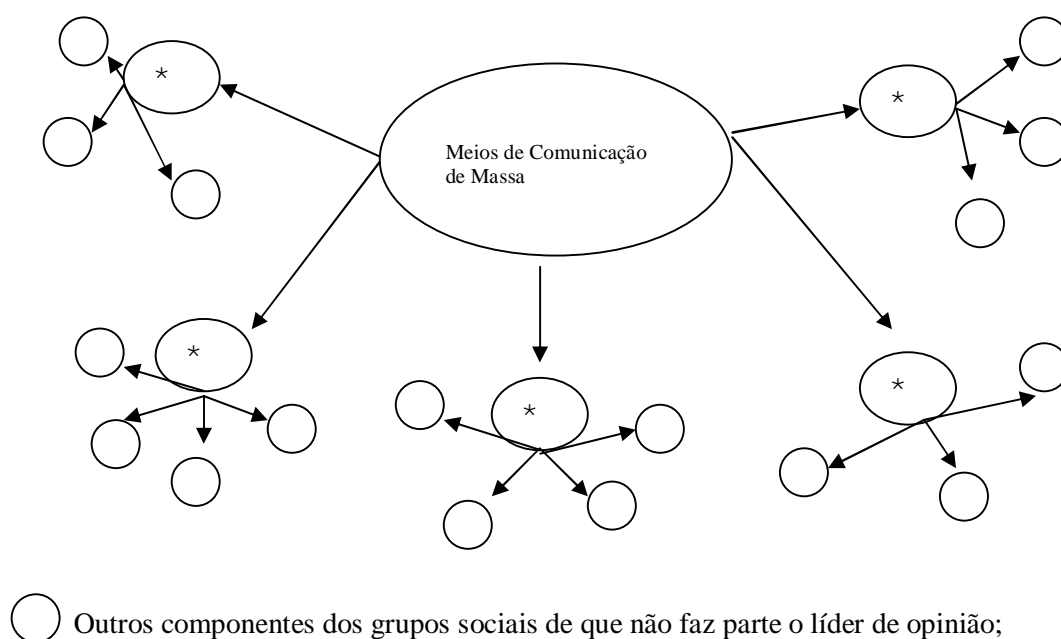 *
*
Meios de Comunicação
de Massa
*
*
*
Outros componentes dos grupos sociais de que não faz parte o líder de opinião;